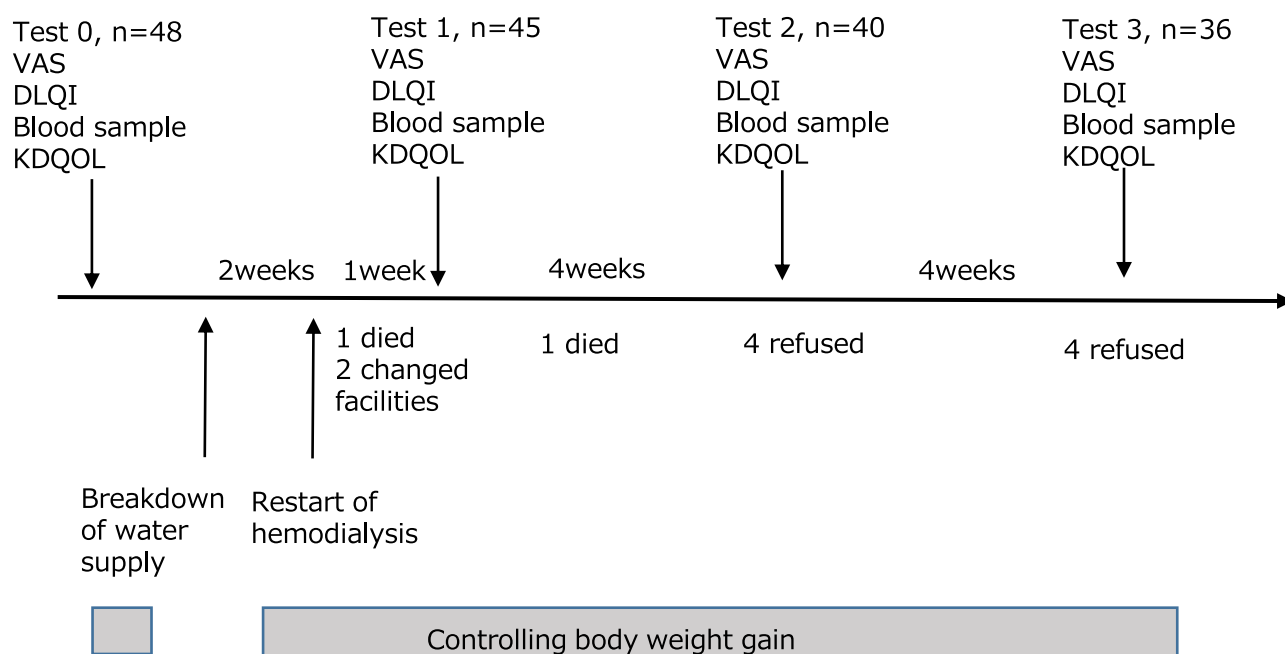 Test 0, n=48
VAS
DLQI
Blood sample
KDQOL
Test 1, n=45
VAS
DLQI
Blood sample
KDQOL
Test 2, n=40
VAS
DLQI
Blood sample
KDQOL
Test 3, n=36
VAS
DLQI
Blood sample
KDQOL
2weeks
1week
4weeks
4weeks
1 died
2 changed
facilities
1 died
4 refused
4 refused
Breakdown
of water
supply
Restart of
hemodialysis
Controlling body weight gain